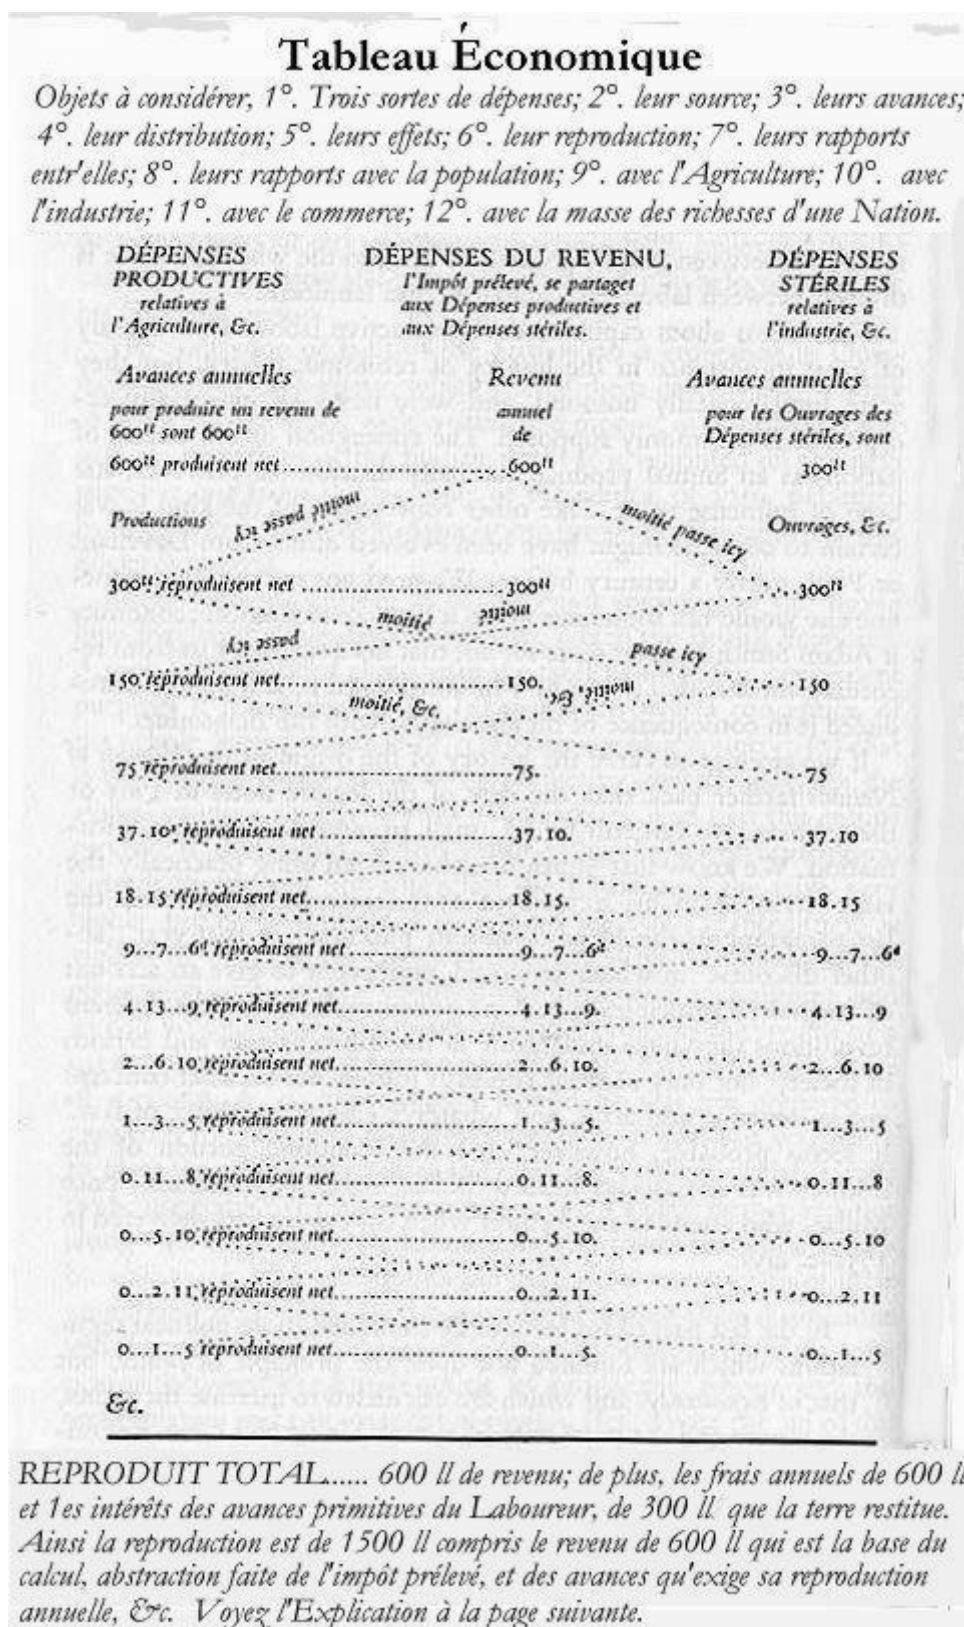 Tableau Économique
Objets à considérer, 1°. Trois sortes de dépenses; 2°. leur source; 3°. leurs avances;
4°. leur distribution; 5°. leurs effets; 6°. leur reproduction; 7°. leurs rapports
entr'elles; 8°. leurs rapports avec la population; 9°. avec l'Agriculture; 10°. avec
l'industrie; 11°. avec le commerce; 12°. avec la masse des richesses d'une Nation.
DÉPENSES PRODUCTIVES relatives à l'Agriculture, &c.
DÉPENSES DU REVENU, l'Impôt prélevé, se partaget aux Dépenses productives et aux Dépenses stériles.
DÉPENSES STÉRILES relatives à l'industrie, &c.
Avances annuelles pour produire un revenu de 600ll sont 600ll
Revenu annuel de
Avances annuelles pour les Ouvrages des Dépenses stériles, sont
600ll produisent net 600ll 300ll
moitié passe icy moitié passe icy
Productions Ouvrages, &c.
300ll reproduisent net 300ll 300ll
moitié moitié
passe icy passe icy
150 reproduisent net 150. 150
moitié, &c. moitié, &c.
75 reproduisent net 75. 75
37.10s reproduisent net 37.10. 37.10
18.15 reproduisent net 18.15. 18.15
9...7...6d reproduisent net 9...7...6d 9...7...6d
4.13...9 reproduisent net 4.13...9. 4.13...9
2...6.10 reproduisent net 2...6.10. 2...6.10
1...3...5 reproduisent net 1...3...5. 1...3...5
0.11...8 reproduisent net 0.11...8. 0.11...8
0...5.10 reproduisent net 0...5.10. 0...5.10
0...2.11 reproduisent net 0...2.11. 0...2.11
0...1...5 reproduisent net 0...1...5. 0...1...5
&c.
REPRODUIT TOTAL...... 600 ll de revenu; de plus, les frais annuels de 600 ll
et les intérêts des avances primitives du Laboureur, de 300 ll que la terre restitue.
Ainsi la reproduction est de 1500 ll compris le revenu de 600 ll qui est la base du
calcul, abstraction faite de l'impôt prélevé, et des avances qu'exige sa reproduction
annuelle, &c. Voyez l'Explication à la page suivante.